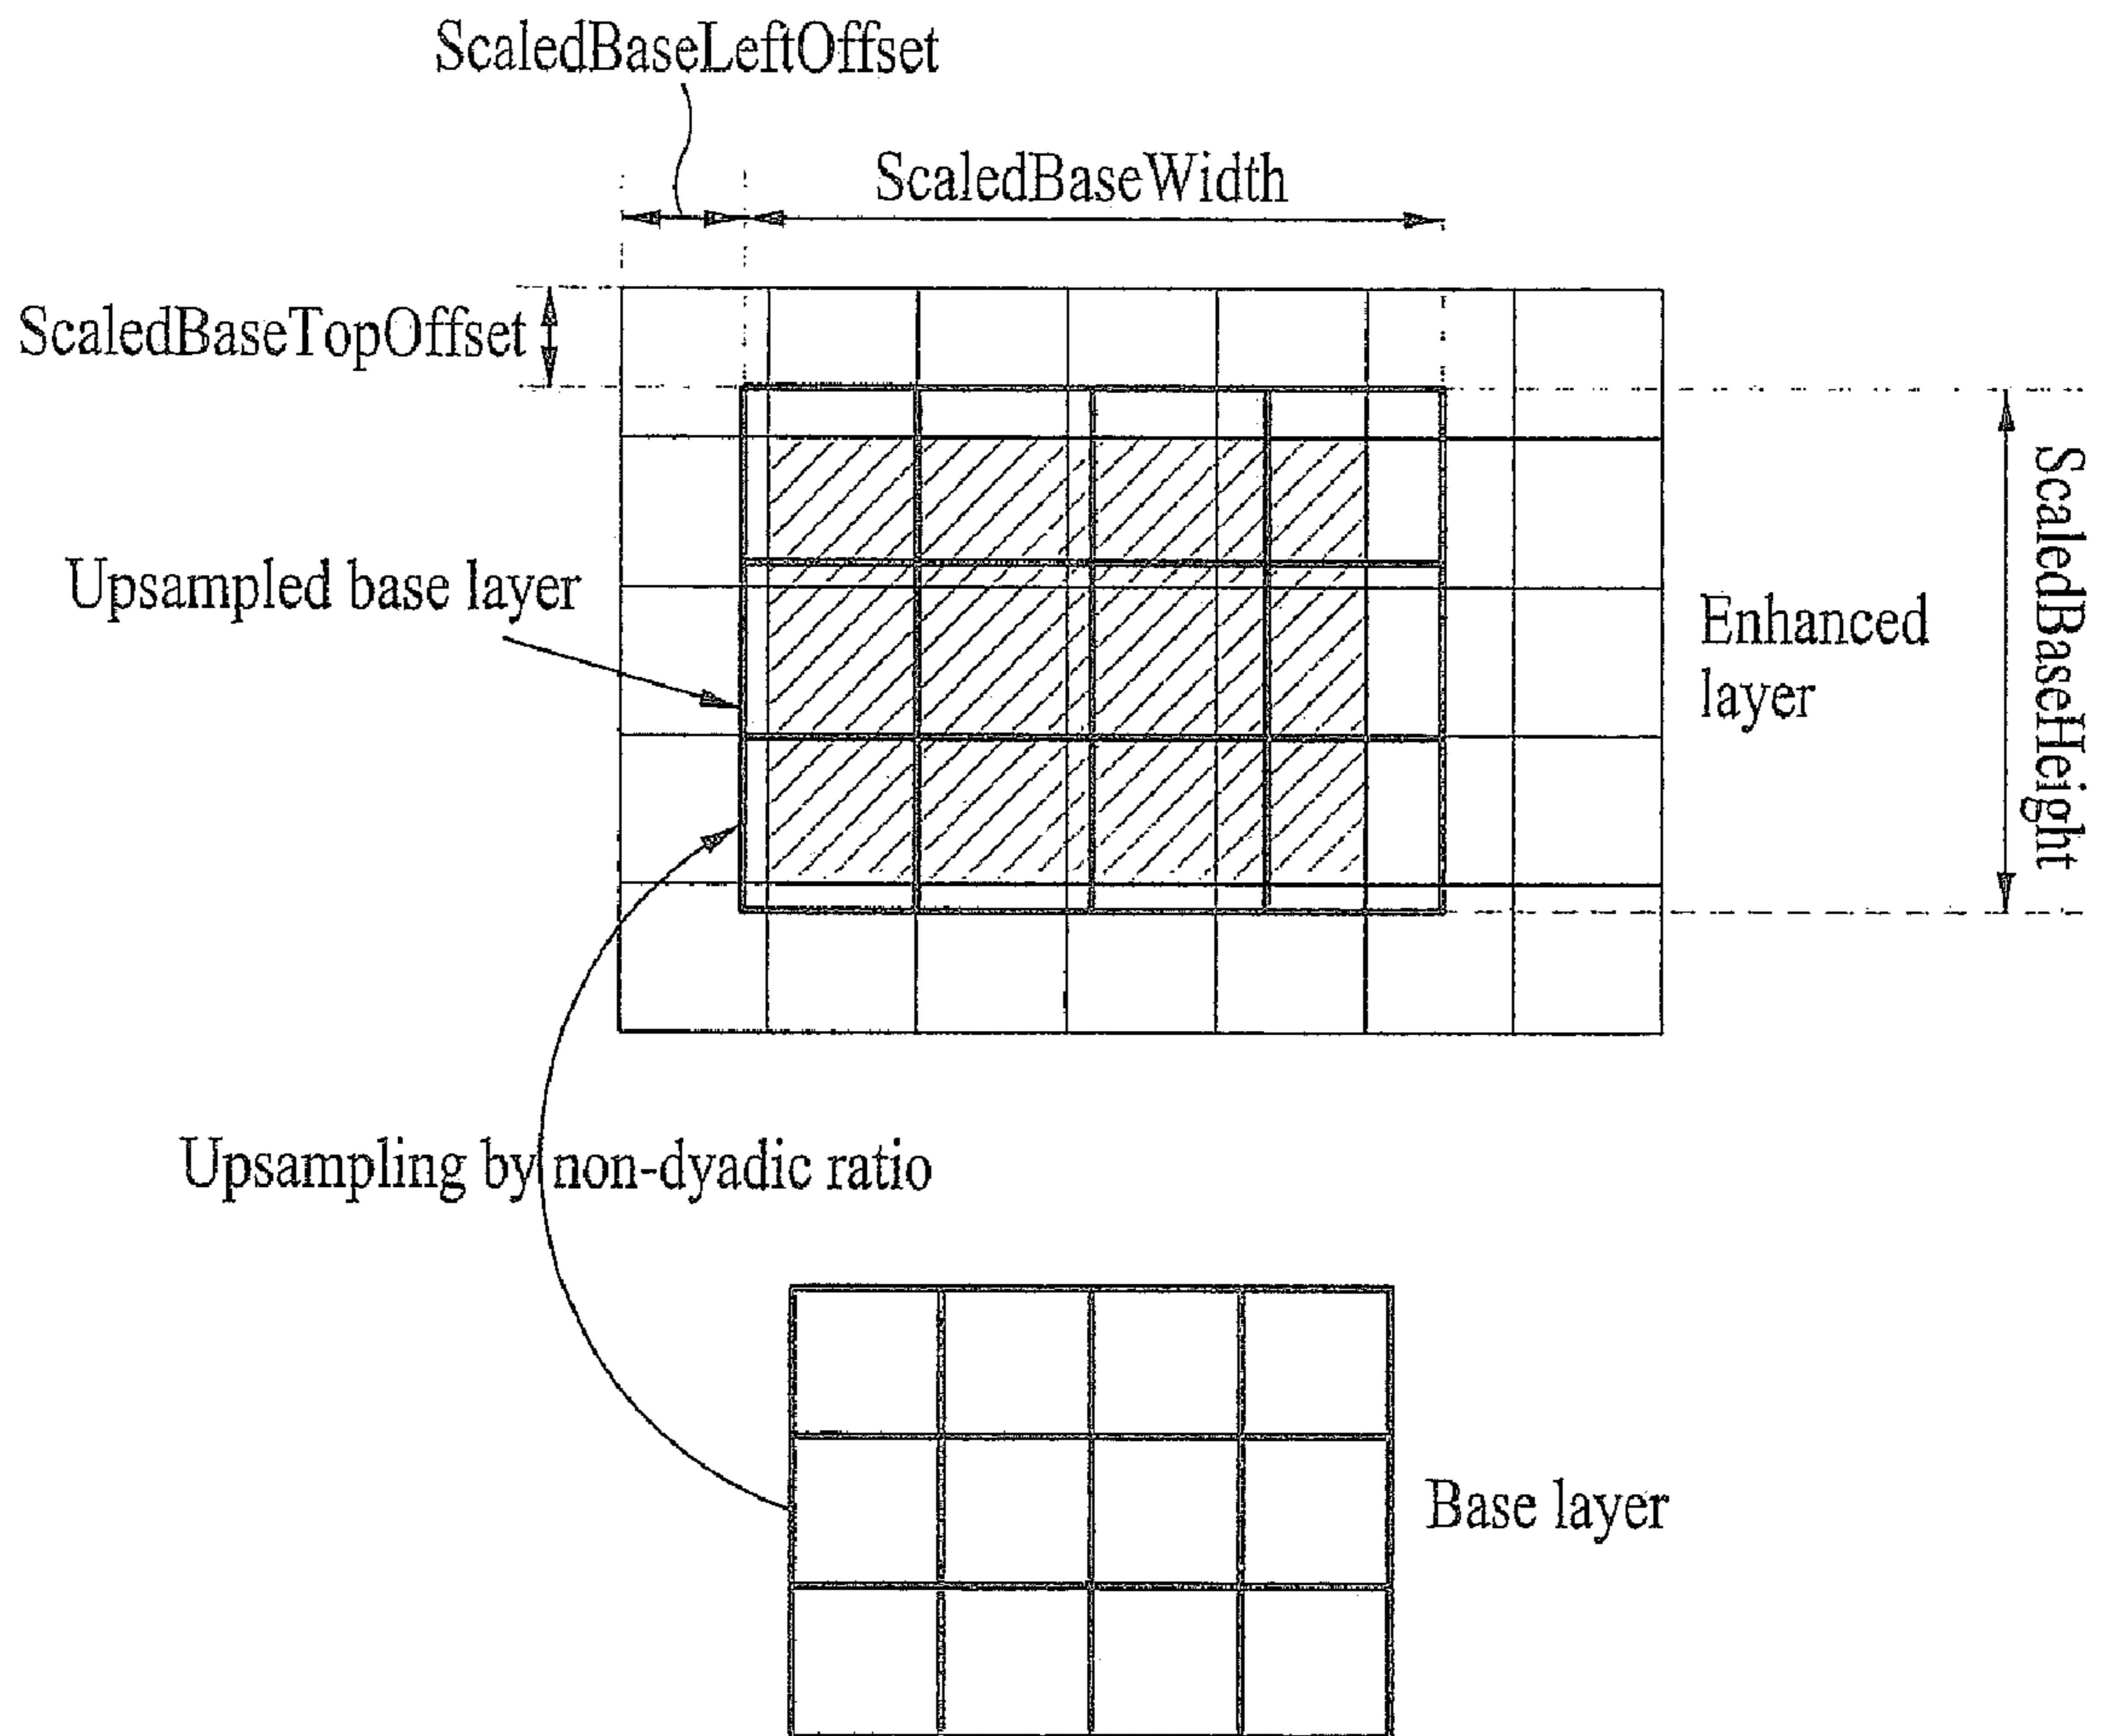 ScaledBaseLeftOffset
ScaledBaseWidth
ScaledBaseTopOffset
ScaledBaseHeight
Upsampled base layer
Enhanced
layer
Upsampling by non-dyadic ratio
Base layer